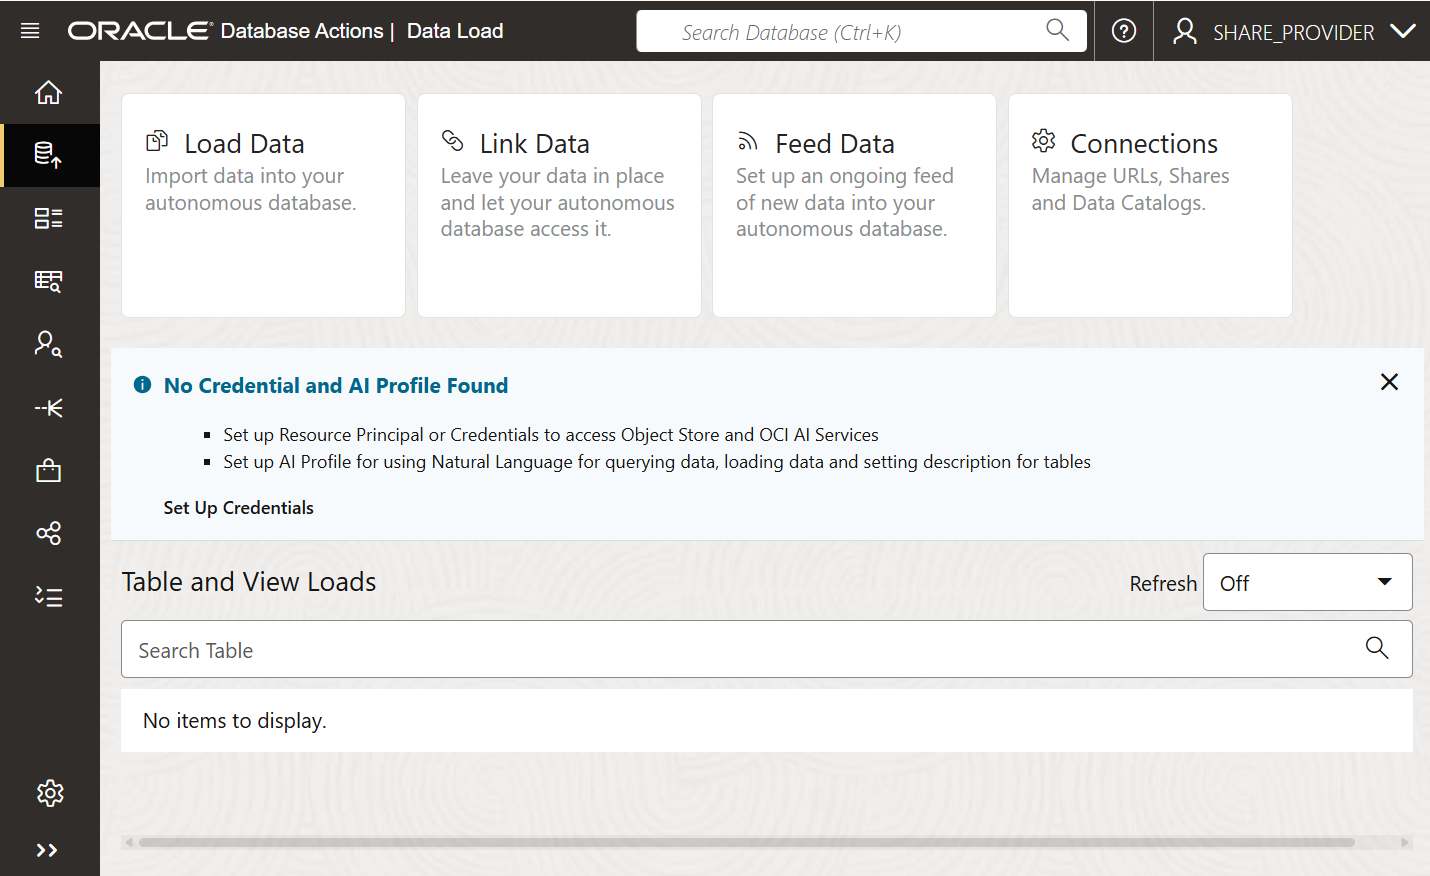 ORACLE Database Actions | Data Load
Search Database (Ctrl+K)
SHARE_PROVIDER
Load Data
Import data into your
autonomous database.
Link Data
Leave your data in place
and let your autonomous
database access it.
Feed Data
Set up an ongoing feed
of new data into your
autonomous database.
Connections
Manage URLs, Shares
and Data Catalogs.
No Credential and AI Profile Found
Set up Resource Principal or Credentials to access Object Store and OCI AI Services
Set up AI Profile for using Natural Language for querying data, loading data and setting description for tables
Set Up Credentials
Table and View Loads
Refresh
Off
Search Table
No items to display.